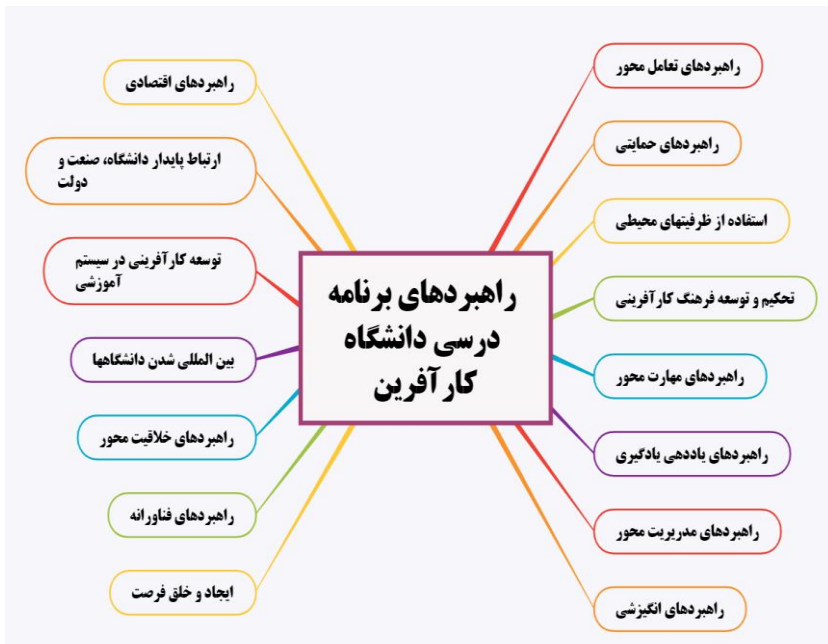 راهبردهای برنامه
درسی دانشگاه
کارآفرین
راهبردهای تعامل محور
راهبردهای حمایتی
استفاده از ظرفیتهای محیطی
تحکیم و توسعه فرهنگ کارآفرینی
راهبردهای مهارت محور
راهبردهای یاددهی یادگیری
راهبردهای مدریریت محور
راهبردهای انگیزشی
راهبردهای اقتصادی
ارتباط پایدار دانشگاه، صنعت و
دولت
توسعه کارآفرینی در سیستم
آموزشی
بین المللی شدن دانشگاهها
راهبردهای خلاقیت محور
راهبردهای فناورانه
ایجاد و خلق فرصت